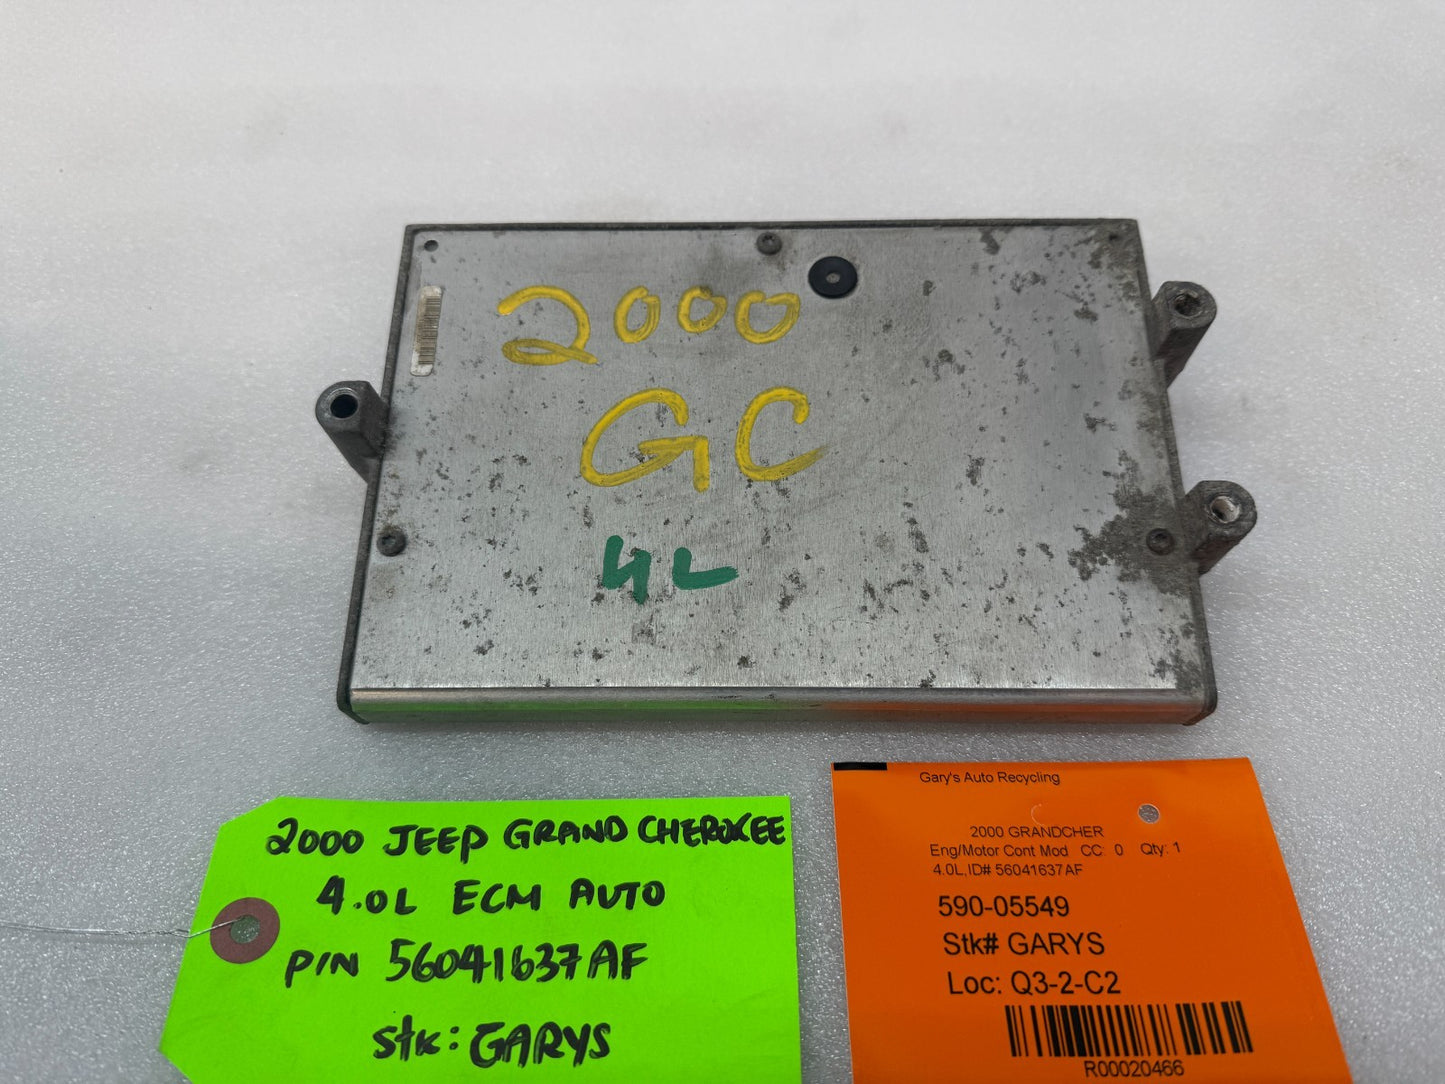 2000
GC
4L
2000 JEEP GRAND CHEROKEE
4.0L ECM AUTO
P/N 56041637AF
stk: GARYS
Gary's Auto Recycling
2000 GRANDCHER
Eng/Motor Cont Mod CC: 0 Qty: 1
4.0L,ID# 56041637AF
590-05549
Stk# GARYS
Loc: Q3-2-C2
R00020466